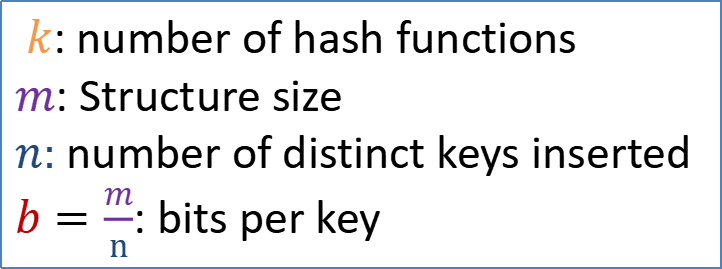 k: number of hash functions
m: Structure size
n: number of distinct keys inserted
b = m/n: bits per key